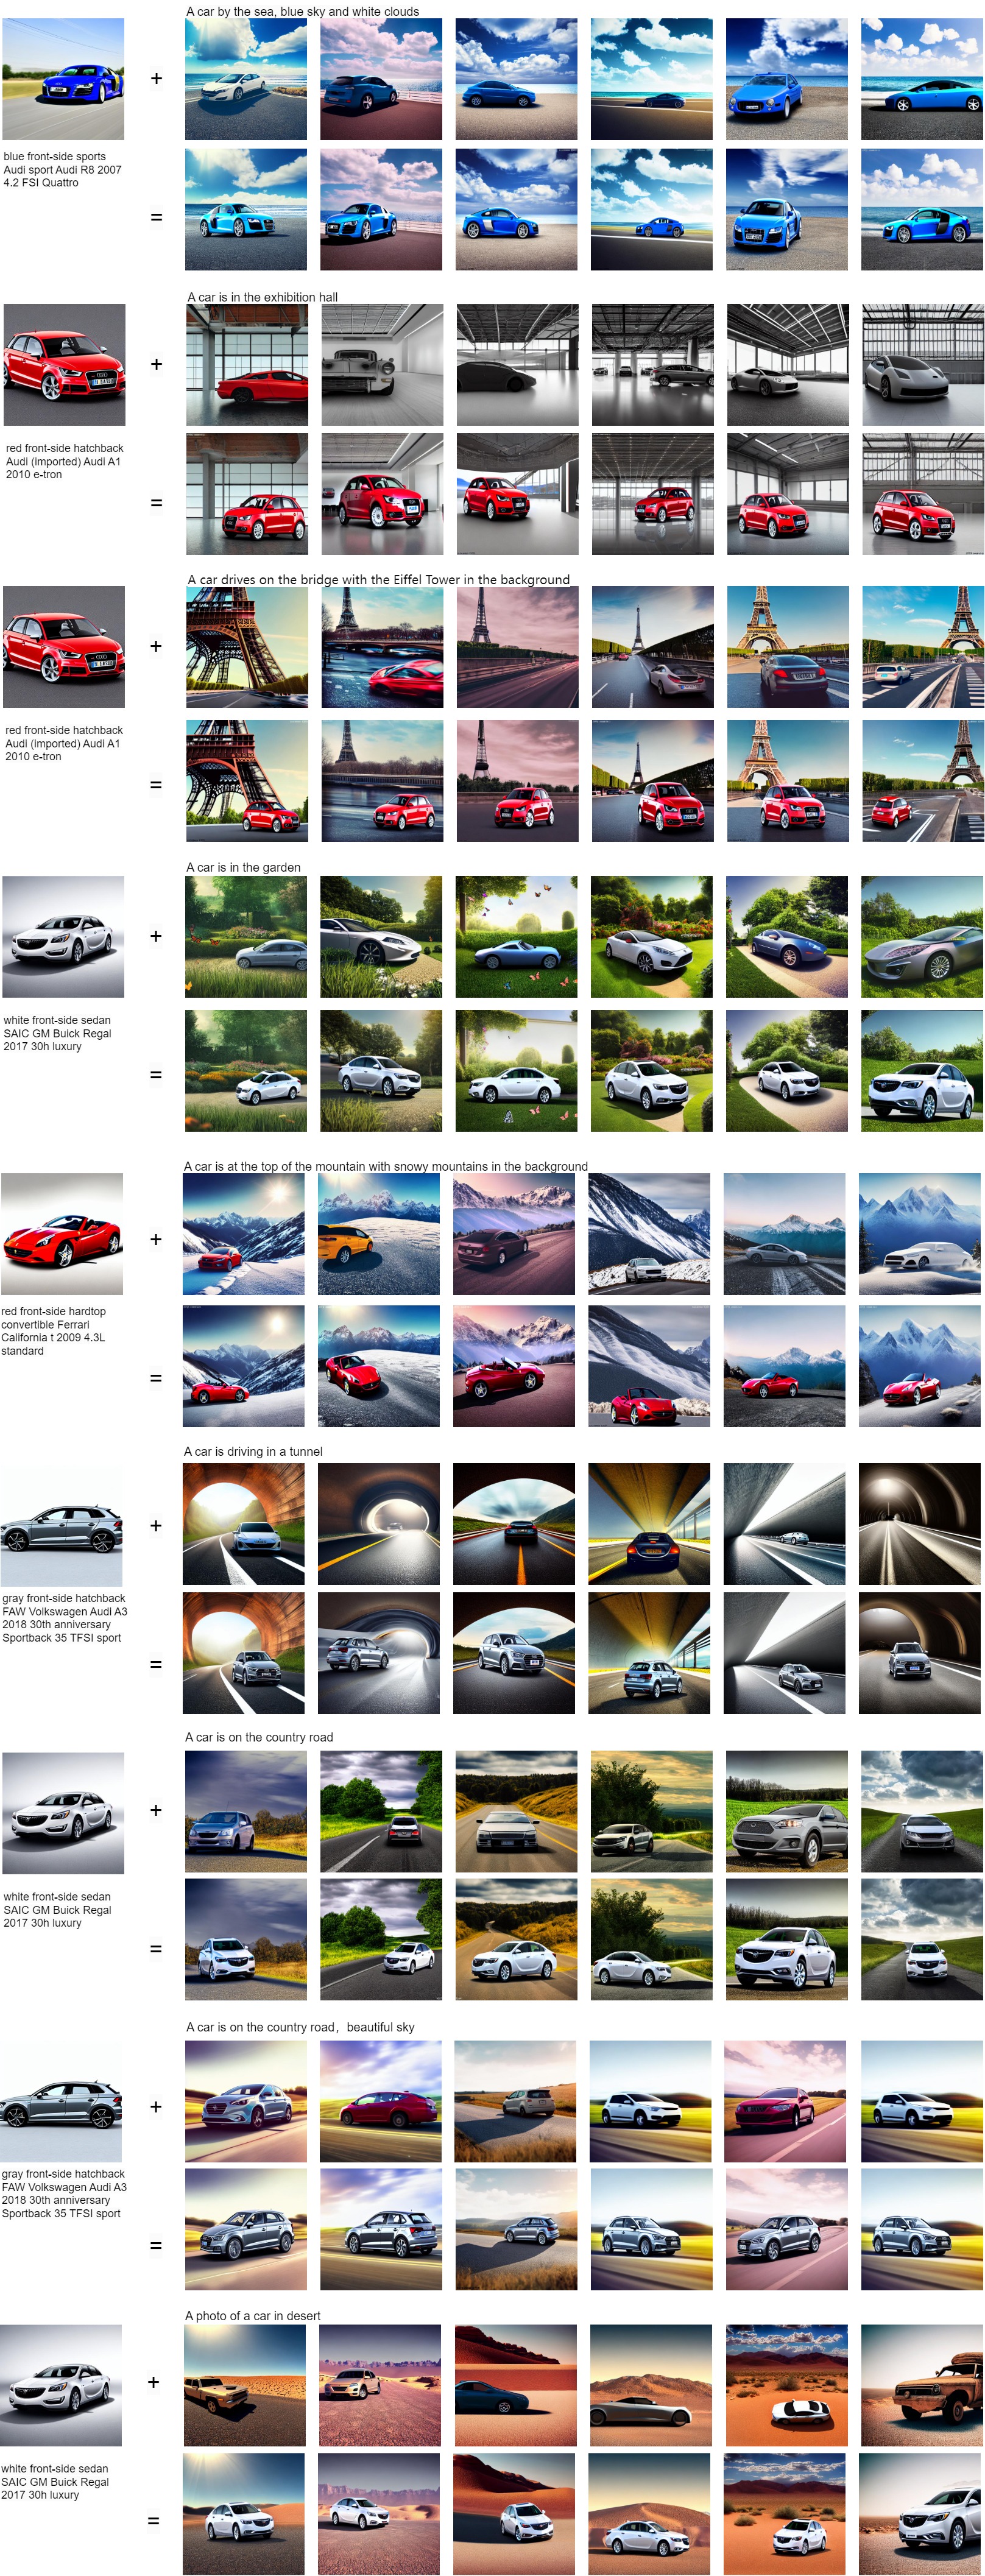 A car by the sea, blue sky and white clouds
+
blue front-side sports
Audi sport Audi R8 2007
4.2 FSI Quattro
=
A car is in the exhibition hall
+
red front-side hatchback
Audi (imported) Audi A1
2010 e-tron
=
A car drives on the bridge with the Eiffel Tower in the background
+
red front-side hatchback
Audi (imported) Audi A1
2010 e-tron
=
A car is in the garden
+
white front-side sedan
SAIC GM Buick Regal
2017 30h luxury
=
A car is at the top of the mountain with snowy mountains in the background
+
red front-side hardtop
convertible Ferrari
California t 2009 4.3L
standard
=
A car is driving in a tunnel
+
gray front-side hatchback
FAW Volkswagen Audi A3
2018 30th anniversary
Sportback 35 TFSI sport
=
A car is on the country road
+
white front-side sedan
SAIC GM Buick Regal
2017 30h luxury
=
A car is on the country road，beautiful sky
+
gray front-side hatchback
FAW Volkswagen Audi A3
2018 30th anniversary
Sportback 35 TFSI sport
=
A photo of a car in desert
+
white front-side sedan
SAIC GM Buick Regal
2017 30h luxury
=